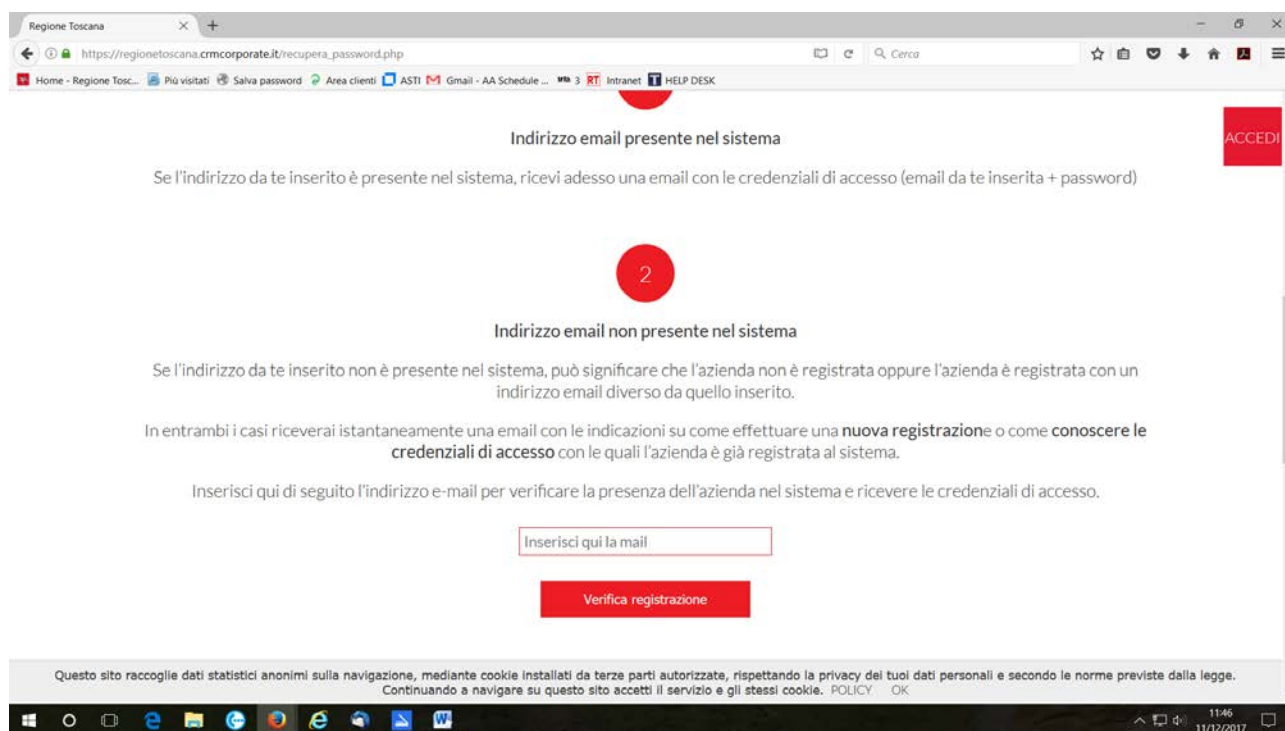 Regione Toscana
https://regionetoscana.crmcorporate.it/recupera_password.php
Cerca
Home - Regione Tosc... Più visitati Salva password Area clienti ASTI Gmail - AA Schedule ... 3 RT Intranet HELP DESK
ACCEDI
Indirizzo email presente nel sistema
Se l'indirizzo da te inserito è presente nel sistema, ricevi adesso una email con le credenziali di accesso (email da te inserita + password)
2
Indirizzo email non presente nel sistema
Se l'indirizzo da te inserito non è presente nel sistema, può significare che l'azienda non è registrata oppure l'azienda è registrata con un
indirizzo email diverso da quello inserito.
In entrambi i casi riceverai istantaneamente una email con le indicazioni su come effettuare una nuova registrazione o come conoscere le
credenziali di accesso con le quali l'azienda è già registrata al sistema.
Inserisci qui di seguito l'indirizzo e-mail per verificare la presenza dell'azienda nel sistema e ricevere le credenziali di accesso.
Inserisci qui la mail
Verifica registrazione
Questo sito raccoglie dati statistici anonimi sulla navigazione, mediante cookie installati da terze parti autorizzate, rispettando la privacy dei tuoi dati personali e secondo le norme previste dalla legge.
Continuando a navigare su questo sito accetti il servizio e gli stessi cookie. POLICY OK
11:46
11/12/2017